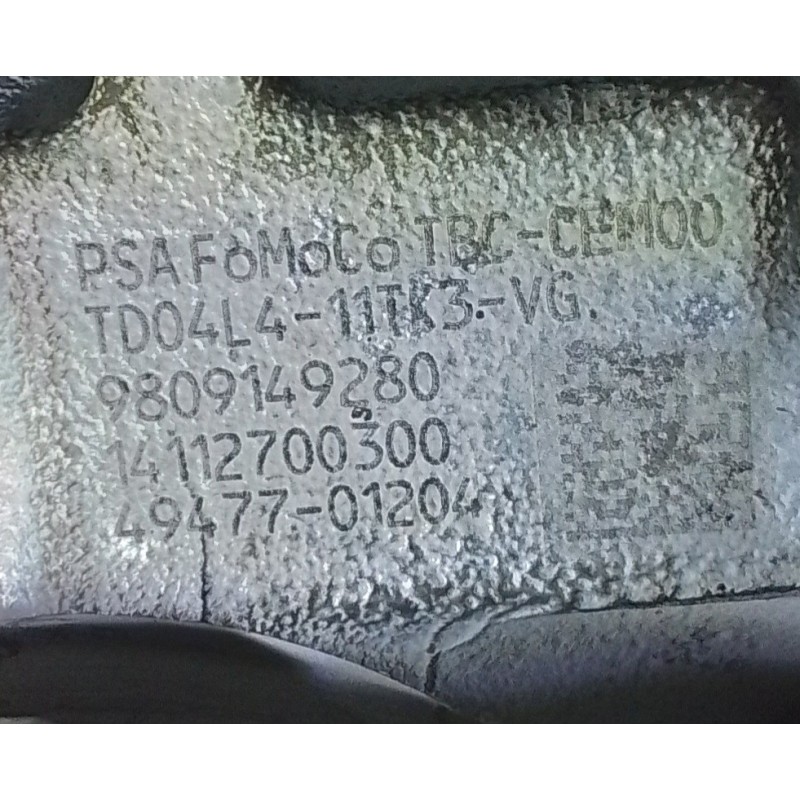 PSA FoMoCo TBC-CEM00
TD04L4-11TK3-VG.
9809149280
14112700300
49477-01204